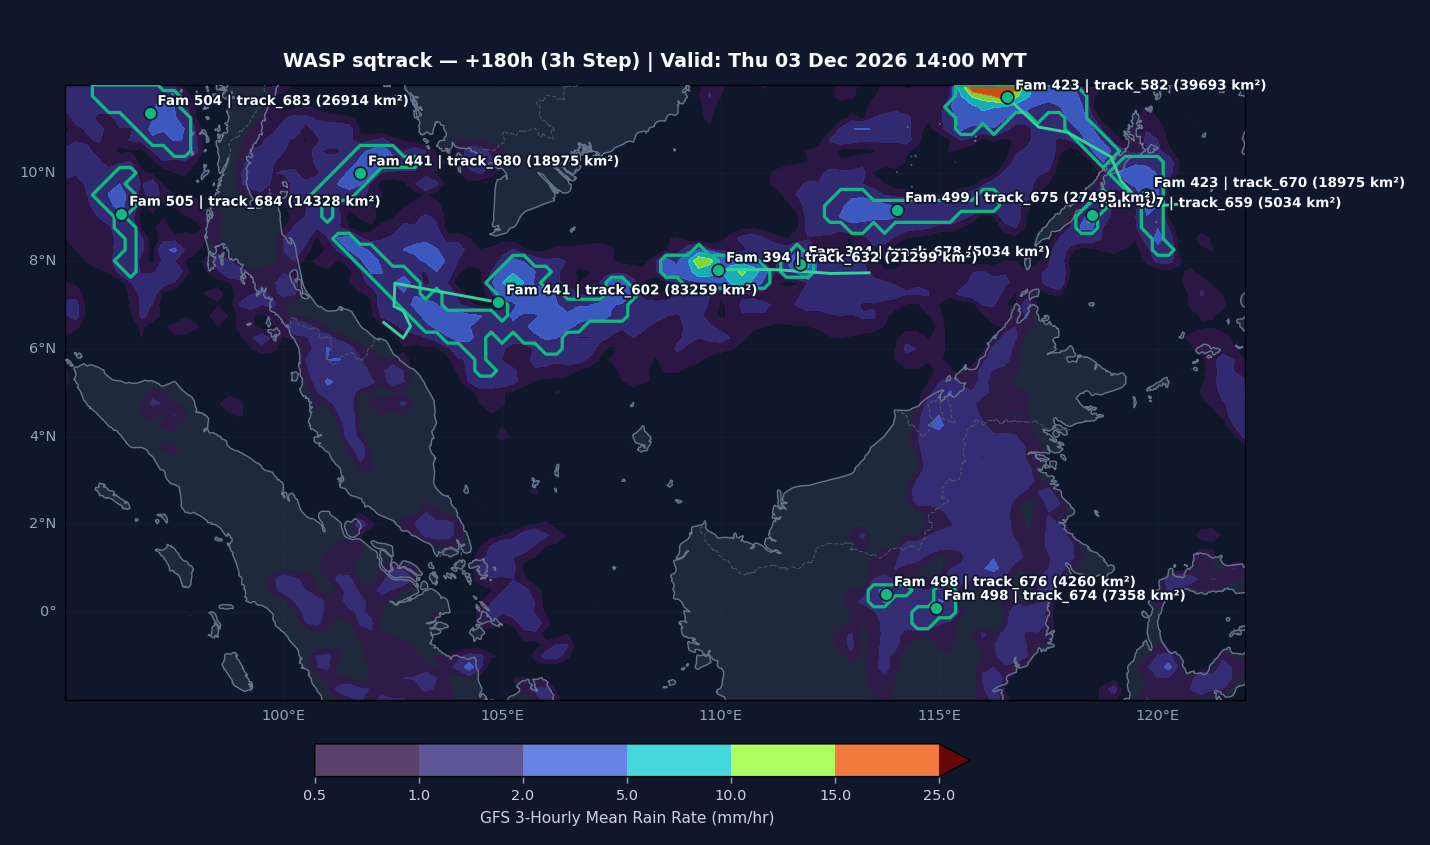 WASP sqtrack — +180h (3h Step) | Valid: Thu 03 Dec 2026 14:00 MYT
Fam 423 | track_582 (39693 km²)
Fam 504 | track_683 (26914 km²)
Fam 441 | track_680 (18975 km²)
10°N
Fam 423 | track_670 (18975 km²)
Fam 505 | track_684 (14328 km²)
Fam 499 | track_675 (27495 km²)
| track_659 (5034 km²)
8°N
Fam 394 | track_678 (5034 km²)
Fam 394 | track_632 (21299 km²)
Fam 441 | track_602 (83259 km²)
6°N
4°N
2°N
Fam 498 | track_676 (4260 km²)
Fam 498 | track_674 (7358 km²)
0°
100°E 105°E 110°E 115°E 120°E
0.5 1.0 2.0 5.0 10.0 15.0 25.0
GFS 3-Hourly Mean Rain Rate (mm/hr)